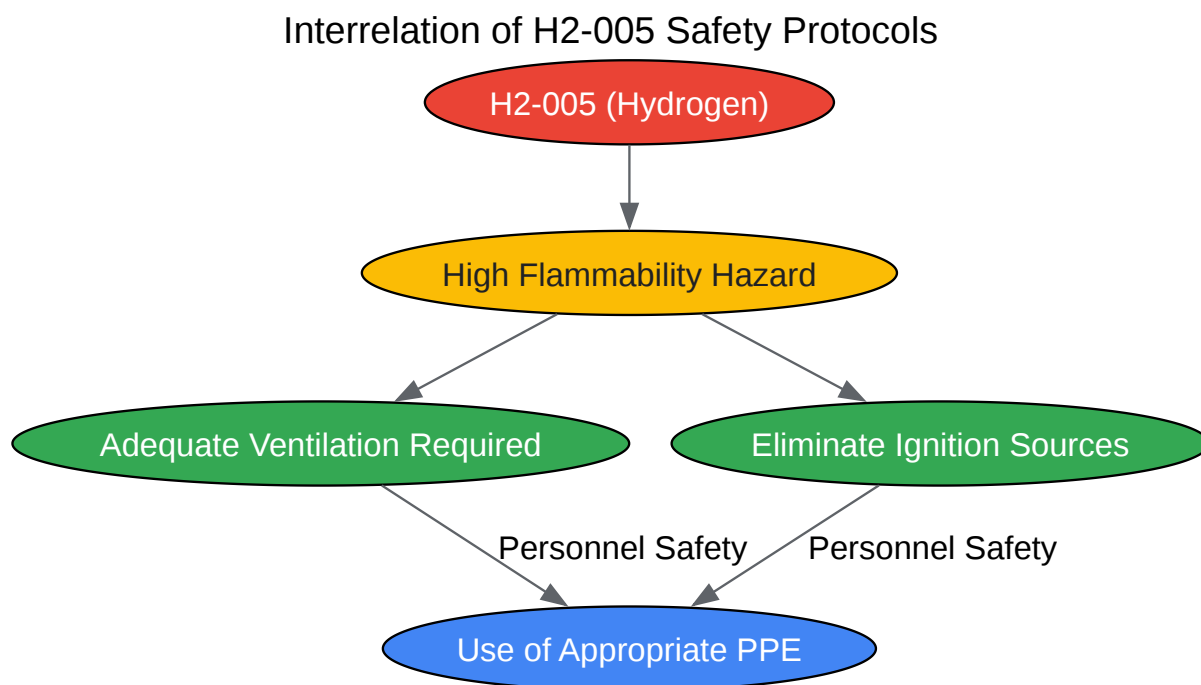 Interrelation of H2-005 Safety Protocols
H2-005 (Hydrogen)
High Flammability Hazard
Adequate Ventilation Required
Eliminate Ignition Sources
Personnel Safety
Personnel Safety
Use of Appropriate PPE